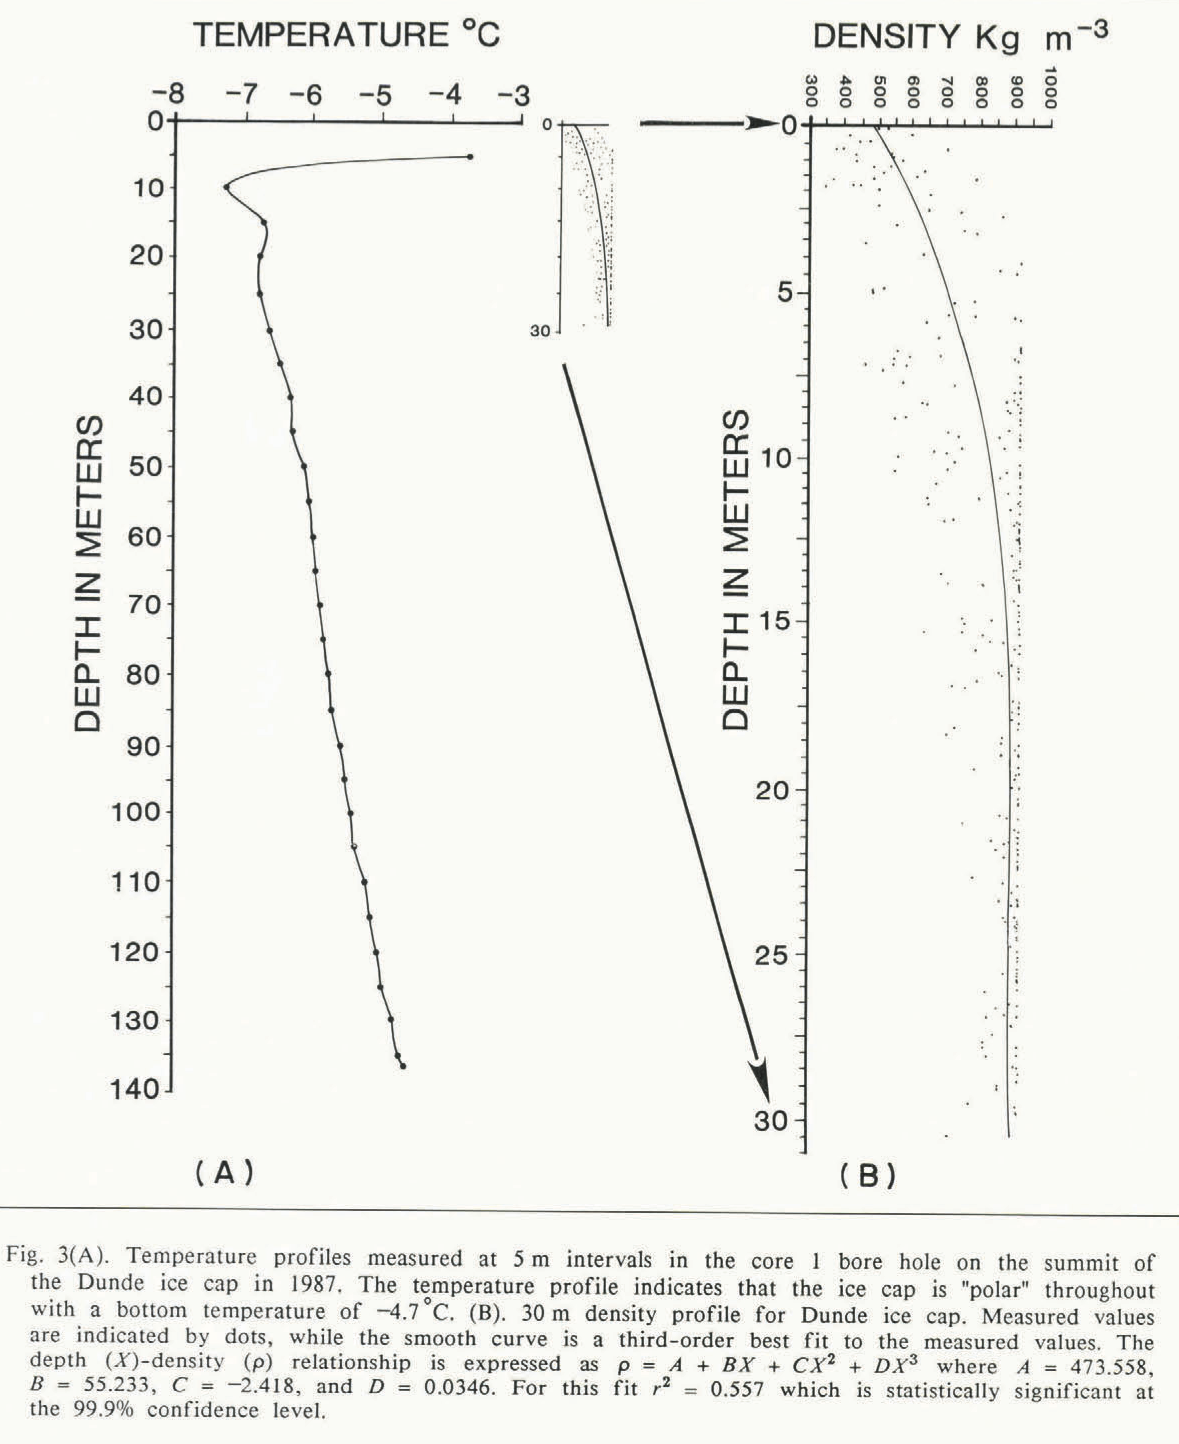 TEMPERATURE °C
-8 -7 -6 -5 -4 -3
0
10
20
30
40
50
60
70
80
90
100
110
120
130
140
DEPTH IN METERS
(A)
0
30
DENSITY Kg m⁻³
300 400 500 600 700 800 900 1000
0
5
10
15
20
25
30
DEPTH IN METERS
(B)
Fig. 3(A). Temperature profiles measured at 5 m intervals in the core 1 bore hole on the summit of
the Dunde ice cap in 1987. The temperature profile indicates that the ice cap is "polar" throughout
with a bottom temperature of −4.7°C. (B). 30 m density profile for Dunde ice cap. Measured values
are indicated by dots, while the smooth curve is a third-order best fit to the measured values. The
depth (X)-density (ρ) relationship is expressed as ρ = A + BX + CX² + DX³ where A = 473.558,
B = 55.233, C = −2.418, and D = 0.0346. For this fit r² = 0.557 which is statistically significant at
the 99.9% confidence level.